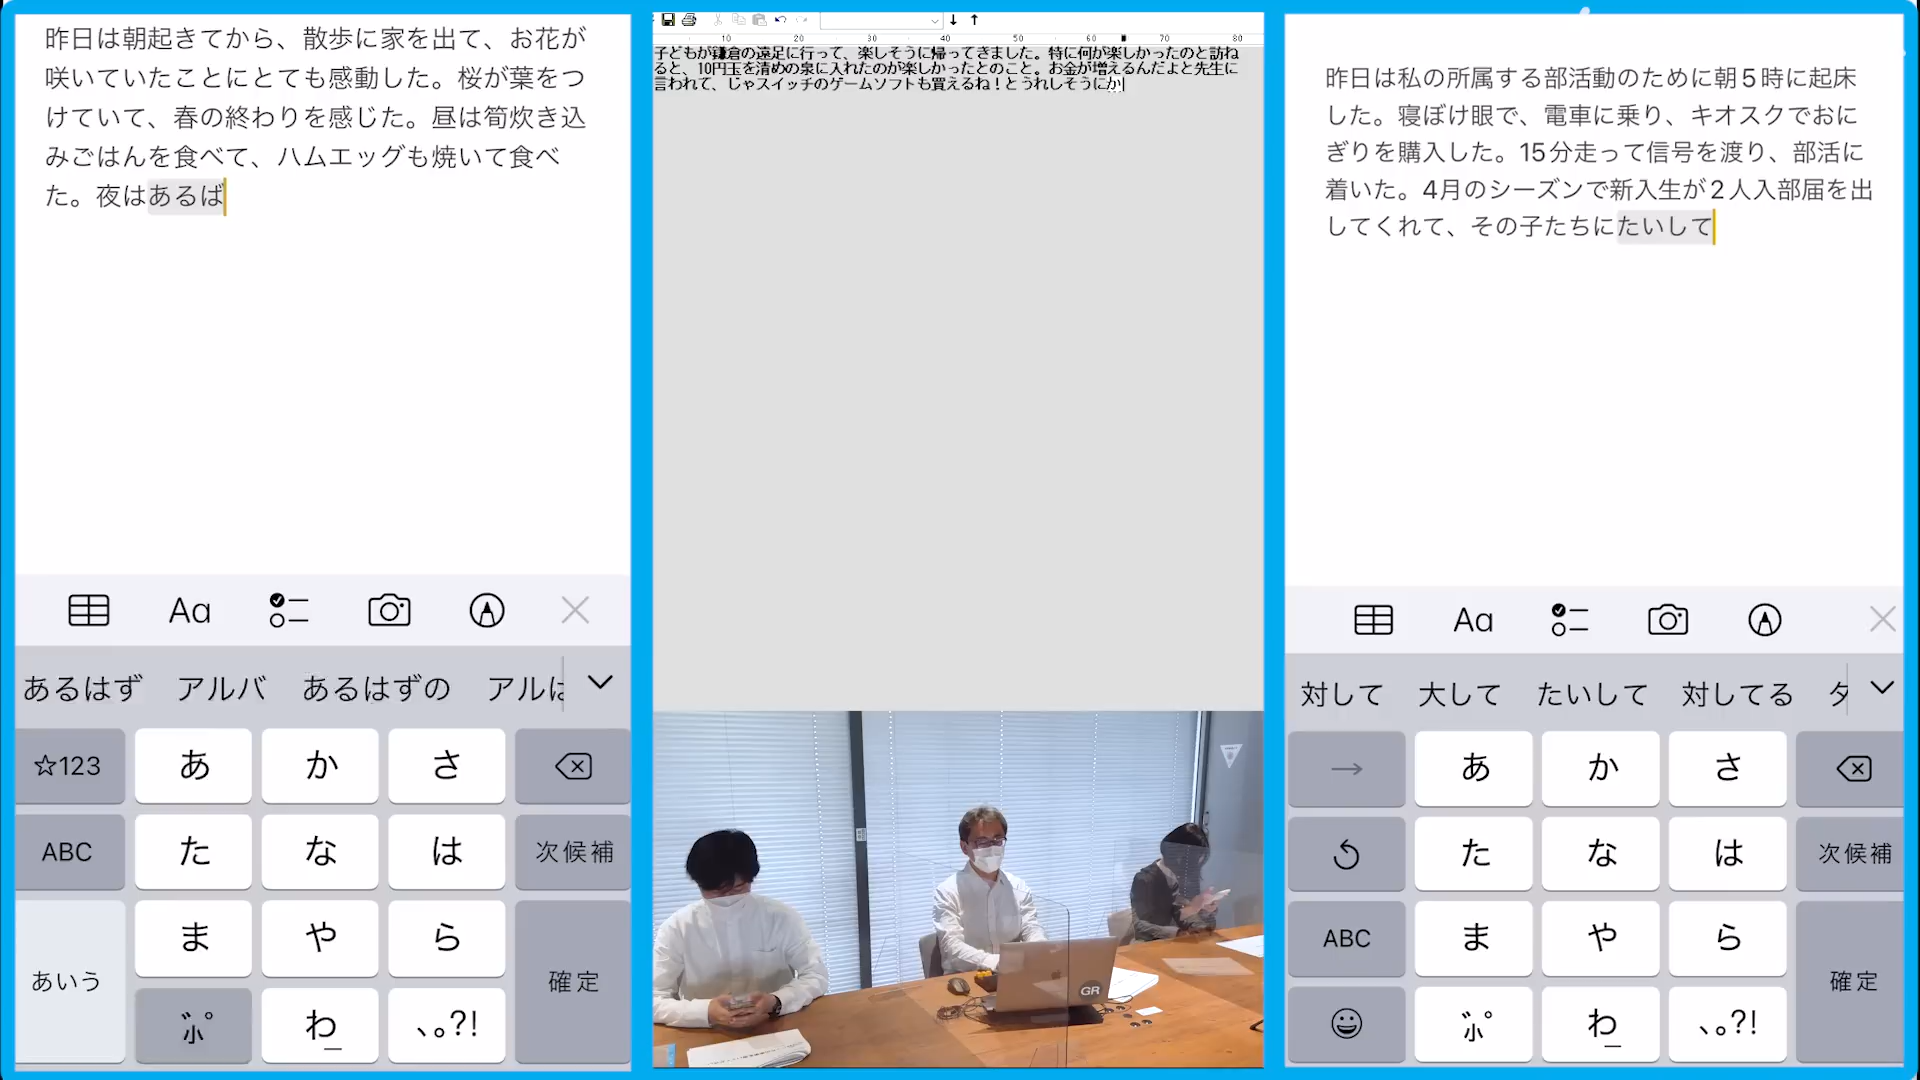 昨日は朝起きてから、散歩に家を出て、お花が
咲いていたことにとても感動した。桜が葉をつ
けていて、春の終わりを感じた。昼は筍炊き込
みごはんを食べて、ハムエッグも焼いて食べ
た。夜はあるば
Aa
あるはず アルバ あるはずの アルは
☆123 あ か さ
ABC た な は 次候補
あいう ま や ら 確定
小 わ 、。?!
10 20 30 40 50 60 70 80
子どもが鎌倉の遠足に行って、楽しそうに帰ってきました。特に何が楽しかったのと訪ね
ると、10円玉を清めの泉に入れたのが楽しかったとのこと。お金が増えるんだよと先生に
言われて、じゃスイッチのゲームソフトも買えるね！とうれしそうにか
GR
昨日は私の所属する部活動のために朝5時に起床
した。寝ぼけ眼で、電車に乗り、キオスクでおに
ぎりを購入した。15分走って信号を渡り、部活に
着いた。4月のシーズンで新入生が2人入部届を出
してくれて、その子たちにたいして
Aa
対して 大して たいして 対してる タ
→ あ か さ
た な は 次候補
ABC ま や ら 確定
小 わ 、。?!